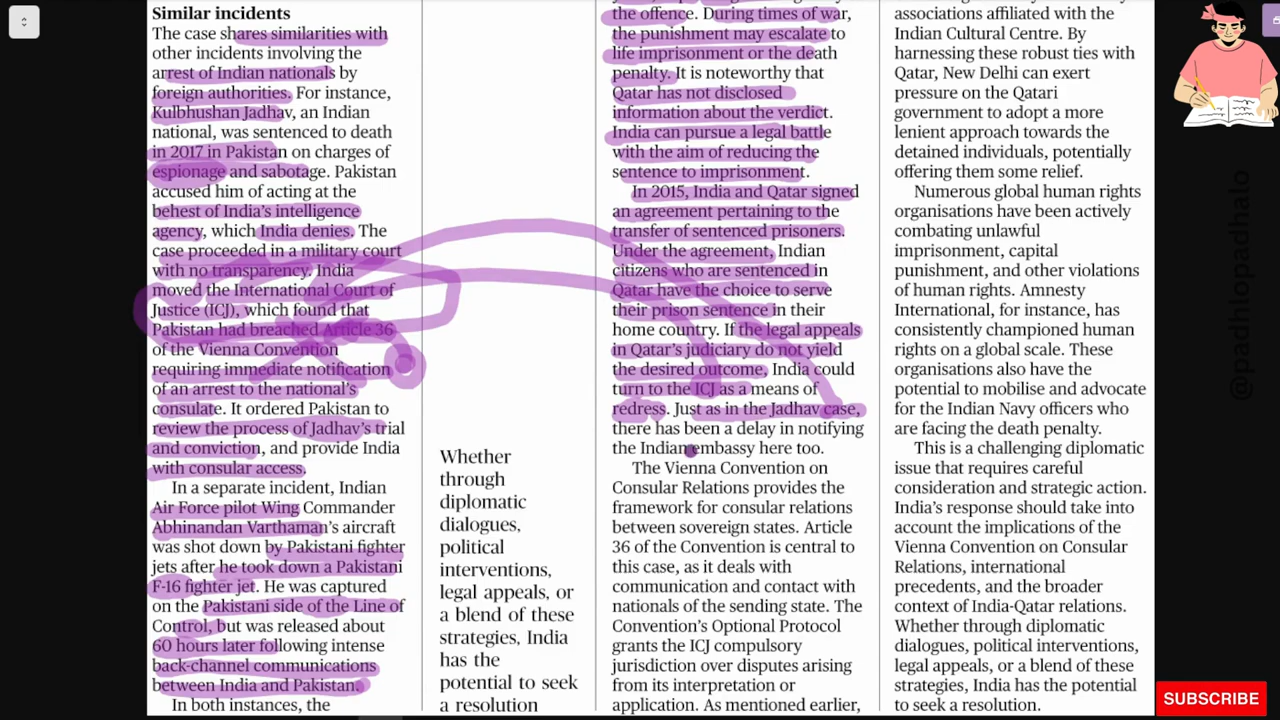 Similar incidents
The case shares similarities with
other incidents involving the
arrest of Indian nationals by
foreign authorities. For instance,
Kulbhushan Jadhav, an Indian
national, was sentenced to death
in 2017 in Pakistan on charges of
espionage and sabotage. Pakistan
accused him of acting at the
behest of India's intelligence
agency, which India denies. The
case proceeded in a military court
with no transparency. India
moved the International Court of
Justice (ICJ), which found that
Pakistan had breached Article 36
of the Vienna Convention
requiring immediate notification
of an arrest to the national's
consulate. It ordered Pakistan to
review the process of Jadhav's trial
and conviction, and provide India
with consular access.
In a separate incident, Indian
Air Force pilot Wing Commander
Abhinandan Varthaman's aircraft
was shot down by Pakistani fighter
jets after he took down a Pakistani
F-16 fighter jet. He was captured
on the Pakistani side of the Line of
Control, but was released about
60 hours later following intense
back-channel communications
between India and Pakistan.
In both instances, the
Whether
through
diplomatic
dialogues,
political
interventions,
legal appeals, or
a blend of these
strategies, India
has the
potential to seek
a resolution
the offence. During times of war,
the punishment may escalate to
life imprisonment or the death
penalty. It is noteworthy that
Qatar has not disclosed
information about the verdict.
India can pursue a legal battle
with the aim of reducing the
sentence to imprisonment.
In 2015, India and Qatar signed
an agreement pertaining to the
transfer of sentenced prisoners.
Under the agreement, Indian
citizens who are sentenced in
Qatar have the choice to serve
their prison sentence in their
home country. If the legal appeals
in Qatar's judiciary do not yield
the desired outcome, India could
turn to the ICJ as a means of
redress. Just as in the Jadhav case,
there has been a delay in notifying
the Indian embassy here too.
The Vienna Convention on
Consular Relations provides the
framework for consular relations
between sovereign states. Article
36 of the Convention is central to
this case, as it deals with
communication and contact with
nationals of the sending state. The
Convention's Optional Protocol
grants the ICJ compulsory
jurisdiction over disputes arising
from its interpretation or
application. As mentioned earlier,
associations affiliated with the
Indian Cultural Centre. By
harnessing these robust ties with
Qatar, New Delhi can exert
pressure on the Qatari
government to adopt a more
lenient approach towards the
detained individuals, potentially
offering them some relief.
Numerous global human rights
organisations have been actively
combating unlawful
imprisonment, capital
punishment, and other violations
of human rights. Amnesty
International, for instance, has
consistently championed human
rights on a global scale. These
organisations also have the
potential to mobilise and advocate
for the Indian Navy officers who
are facing the death penalty.
This is a challenging diplomatic
issue that requires careful
consideration and strategic action.
India's response should take into
account the implications of the
Vienna Convention on Consular
Relations, international
precedents, and the broader
context of India-Qatar relations.
Whether through diplomatic
dialogues, political interventions,
legal appeals, or a blend of these
strategies, India has the potential
to seek a resolution.
@padhlopadhalo
SUBSCRIBE